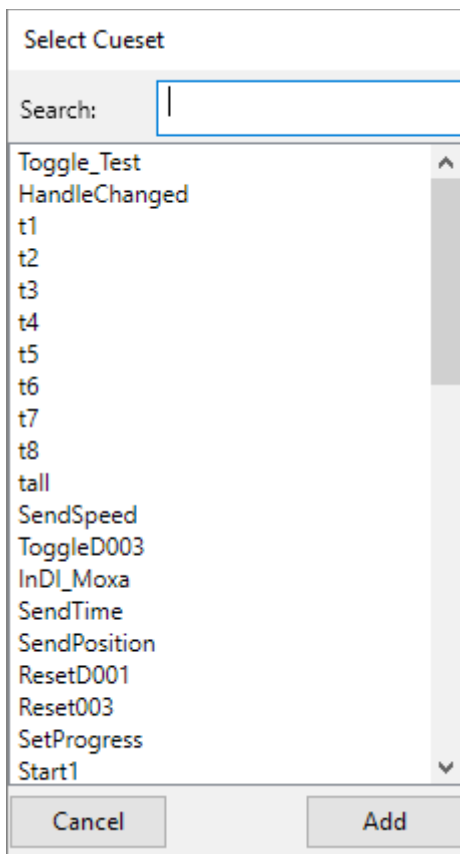 Select Cueset
Search:
Toggle_Test
HandleChanged
t1
t2
t3
t4
t5
t6
t7
t8
tall
SendSpeed
ToggleD003
InDI_Moxa
SendTime
SendPosition
ResetD001
Reset003
SetProgress
Start1
Cancel Add